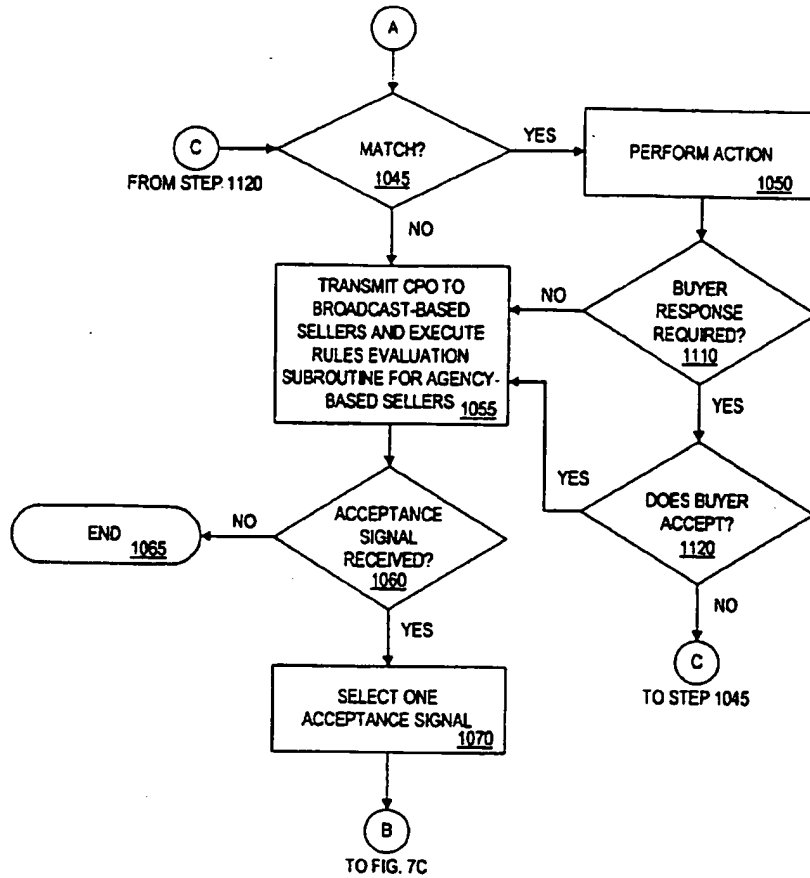 A
C
FROM STEP 1120
MATCH?
1045
YES
PERFORM ACTION
1050
NO
TRANSMIT CPO TO
BROADCAST-BASED
SELLERS AND EXECUTE
RULES EVALUATION
SUBROUTINE FOR AGENCY-
BASED SELLERS 1055
NO
BUYER
RESPONSE
REQUIRED?
1110
YES
YES
DOES BUYER
ACCEPT?
1120
NO
C
TO STEP 1045
ACCEPTANCE
SIGNAL
RECEIVED?
1060
NO
END
1065
YES
SELECT ONE
ACCEPTANCE SIGNAL
1070
B
TO FIG. 7C